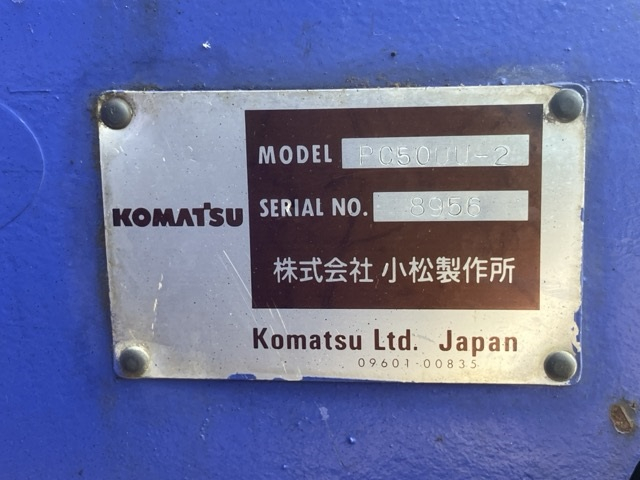 MODEL PC50UU-2
KOMATSU
SERIAL NO. 8956
株式会社 小松製作所
Komatsu Ltd. Japan
09601-00835